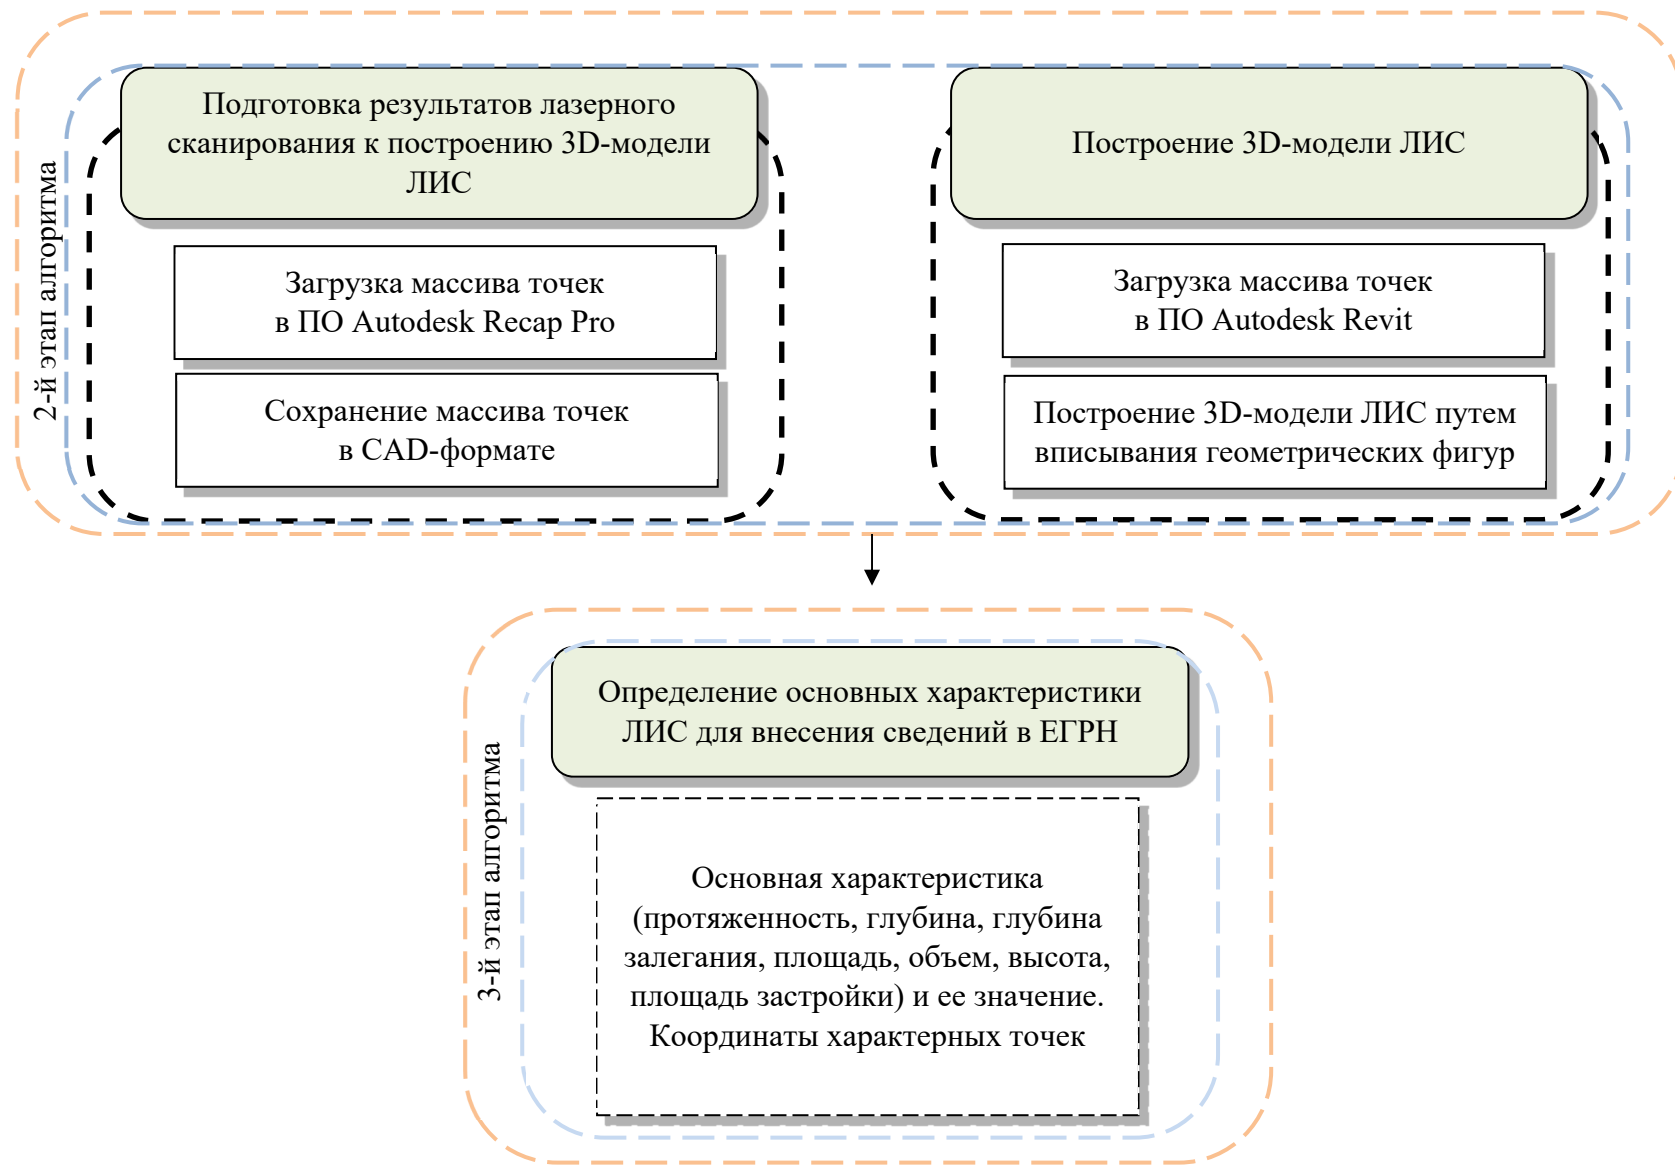 2-й этап алгоритма
Подготовка результатов лазерного
сканирования к построению 3D-модели
ЛИС
Загрузка массива точек
в ПО Autodesk Recap Pro
Сохранение массива точек
в CAD-формате
Построение 3D-модели ЛИС
Загрузка массива точек
в ПО Autodesk Revit
Построение 3D-модели ЛИС путем
вписывания геометрических фигур
3-й этап алгоритма
Определение основных характеристики
ЛИС для внесения сведений в ЕГРН
Основная характеристика
(протяженность, глубина, глубина
залегания, площадь, объем, высота,
площадь застройки) и ее значение.
Координаты характерных точек